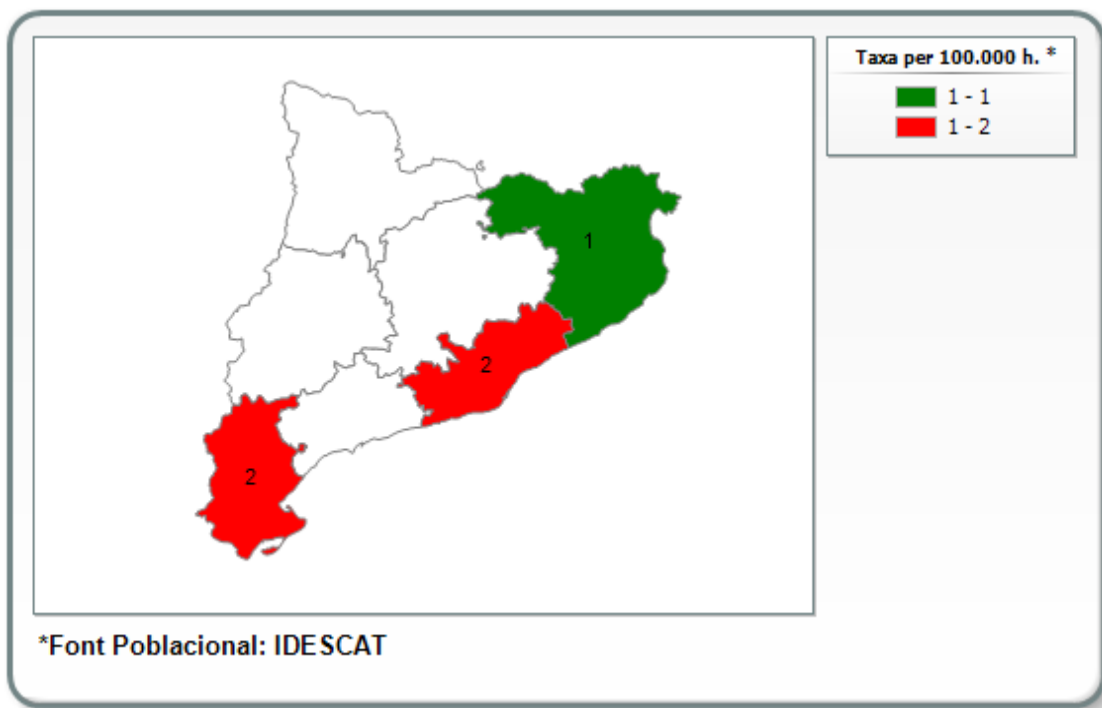 Taxa per 100.000 h. *
1 - 1
1 - 2
1
2
2
*Font Poblacional: IDESCAT